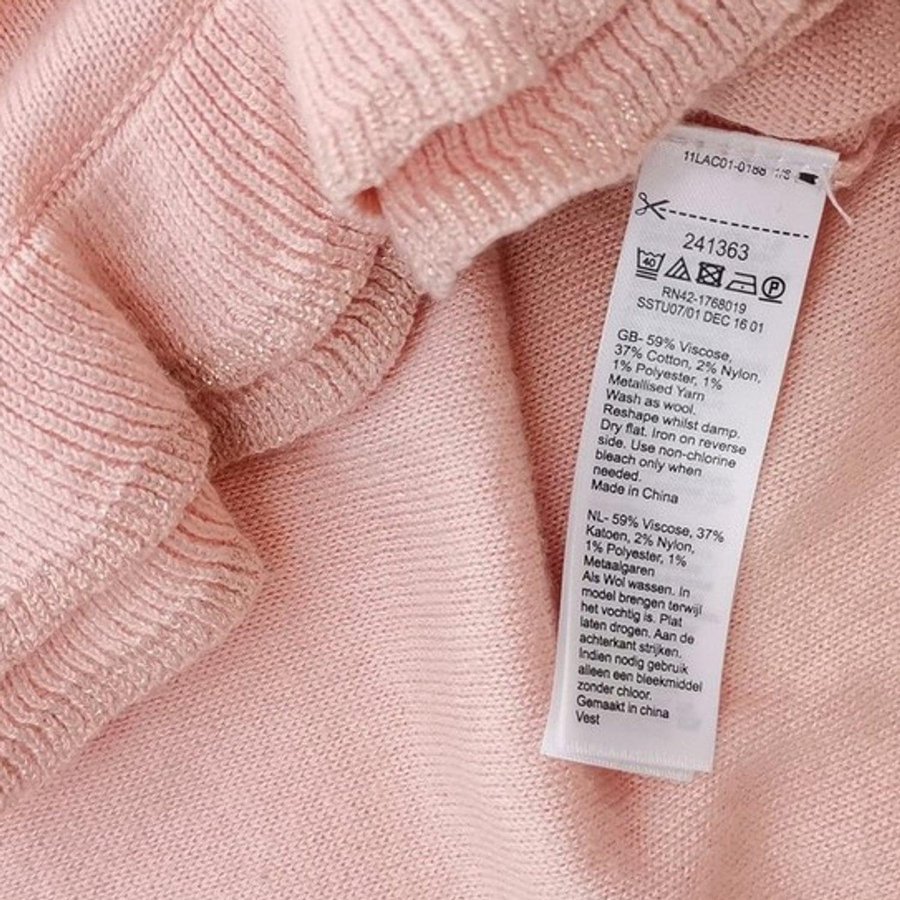 11LAC01-0188 1/8
241363
40 P
RN42-1768019
SSTU07/01 DEC 16 01
GB- 59% Viscose,
37% Cotton, 2% Nylon,
1% Polyester, 1%
Metallised Yarn
Wash as wool.
Reshape whilst damp.
Dry flat. Iron on reverse
side. Use non-chlorine
bleach only when
needed.
Made in China
NL- 59% Viscose, 37%
Katoen, 2% Nylon,
1% Polyester, 1%
Metaalgaren
Als Wol wassen. In
model brengen terwijl
het vochtig is. Plat
laten drogen. Aan de
achterkant strijken.
Indien nodig gebruik
alleen een bleekmiddel
zonder chloor.
Gemaakt in china
Vest